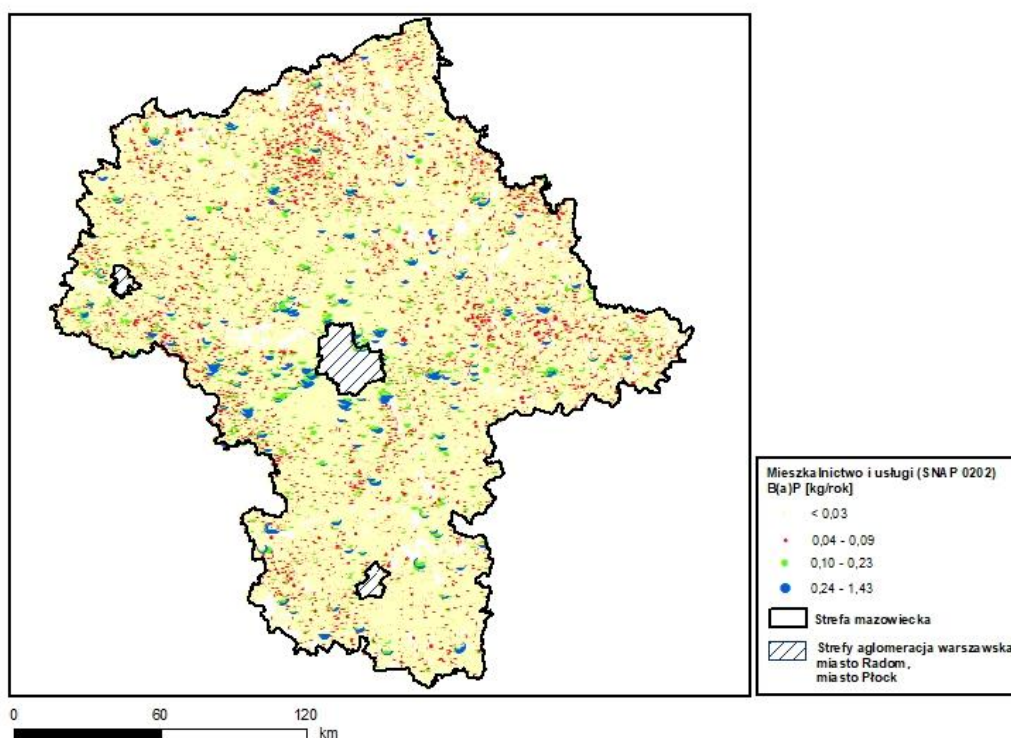 Mieszkalnictwo i usługi (SNAP 0202)
B(a)P [kg/rok]
< 0,03
0,04 - 0,09
0,10 - 0,23
0,24 - 1,43
Strefa mazowiecka
Strefy aglomeracja warszawska
miasto Radom,
miasto Płock
0 60 120
km